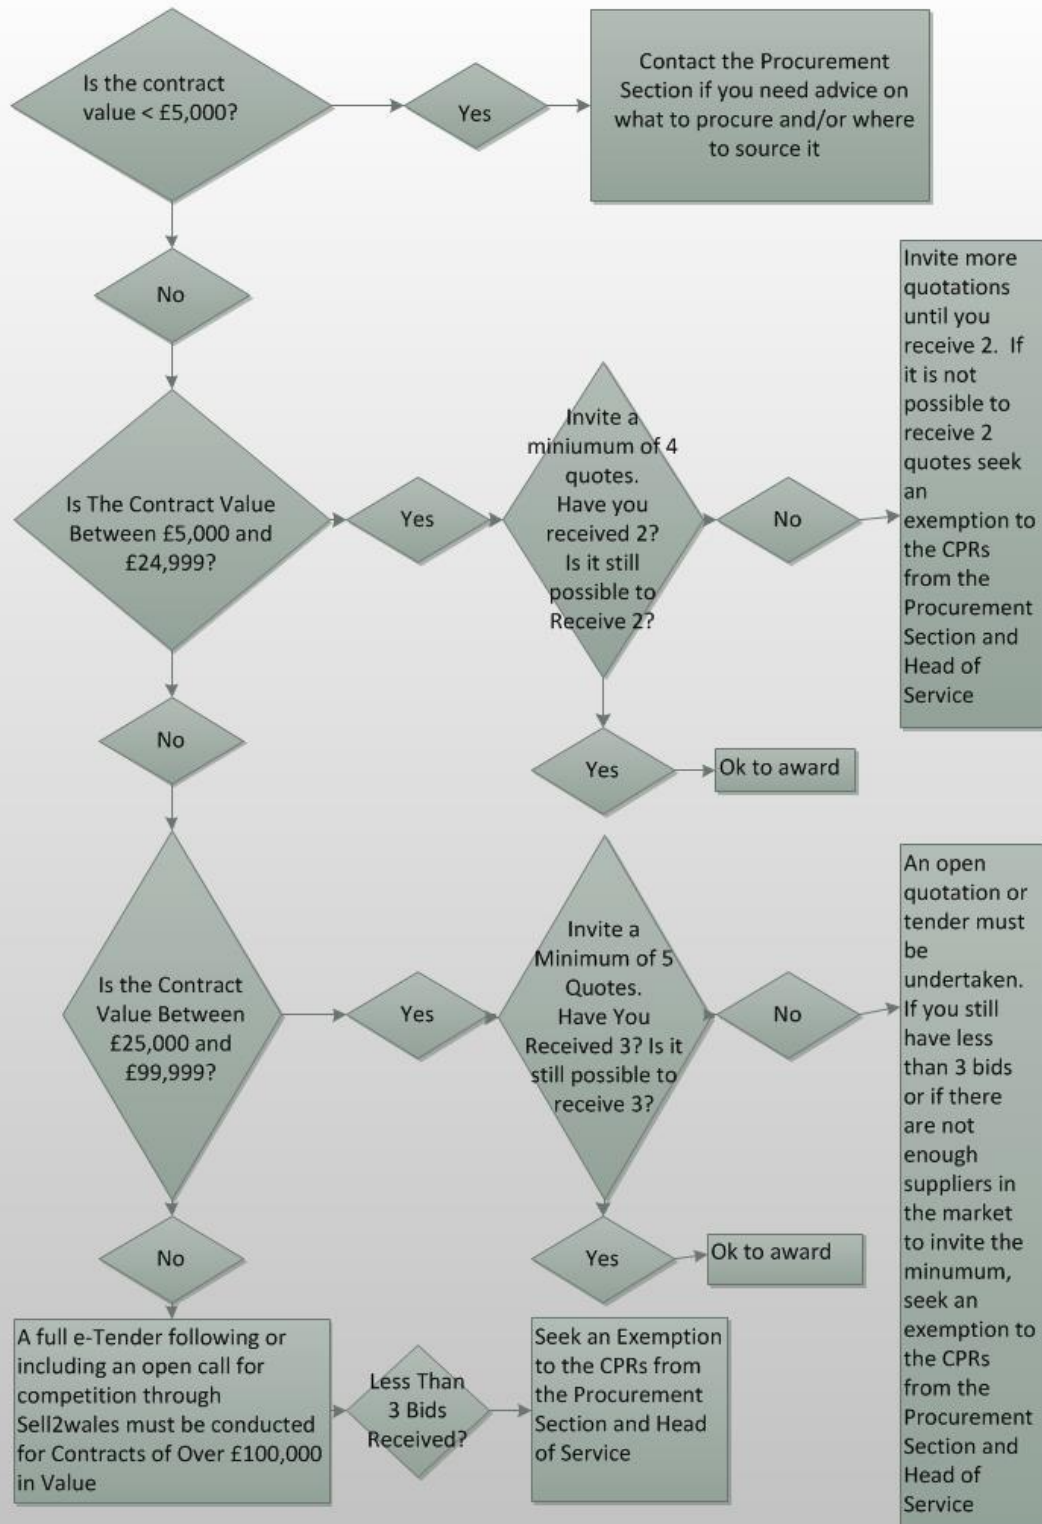 Is the contract
value < £5,000?
Yes
Contact the Procurement
Section if you need advice on
what to procure and/or where
to source it
No
Is The Contract Value
Between £5,000 and
£24,999?
Yes
Invite a
miniumum of 4
quotes.
Have you
received 2?
Is it still
possible to
Receive 2?
No
Invite more
quotations
until you
receive 2. If
it is not
possible to
receive 2
quotes seek
an
exemption to
the CPRs
from the
Procurement
Section and
Head of
Service
Yes
Ok to award
No
Is the Contract
Value Between
£25,000 and
£99,999?
Yes
Invite a
Minimum of 5
Quotes.
Have You
Received 3? Is it
still possible to
receive 3?
No
An open
quotation or
tender must
be
undertaken.
If you still
have less
than 3 bids
or if there
are not
enough
suppliers in
the market
to invite the
minumum,
seek an
exemption to
the CPRs
from the
Procurement
Section and
Head of
Service
Yes
Ok to award
No
A full e-Tender following or
including an open call for
competition through
Sell2wales must be conducted
for Contracts of Over £100,000
in Value
Less Than
3 Bids
Received?
Seek an Exemption
to the CPRs from
the Procurement
Section and Head
of Service